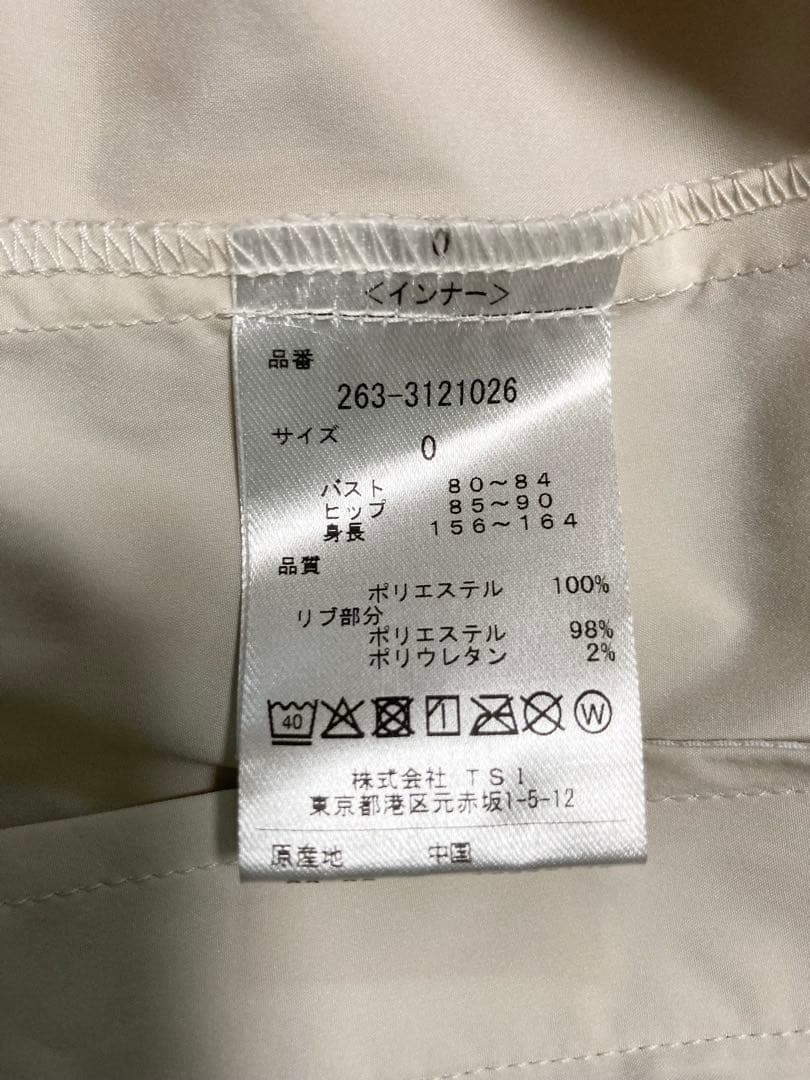 0
<インナー>
品番
263-3121026
サイズ
0
バスト 80~84
ヒップ 85~90
身長 156~164
品質
ポリエステル 100%
リブ部分
ポリエステル 98%
ポリウレタン 2%
40 W
株式会社 TSI
東京都港区元赤坂1-5-12
原産地 中国